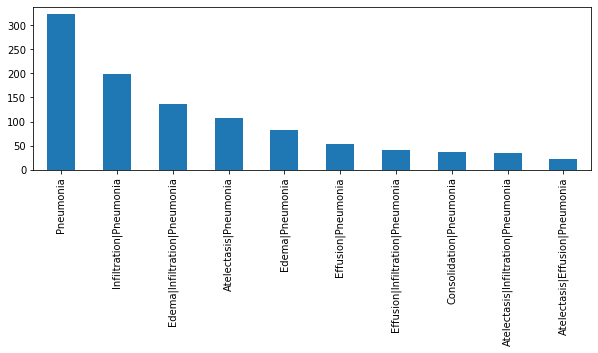 300
250
200
150
100
50
0
Pneumonia
Infiltration|Pneumonia
Edema|Infiltration|Pneumonia
Atelectasis|Pneumonia
Edema|Pneumonia
Effusion|Pneumonia
Effusion|Infiltration|Pneumonia
Consolidation|Pneumonia
Atelectasis|Infiltration|Pneumonia
Atelectasis|Effusion|Pneumonia